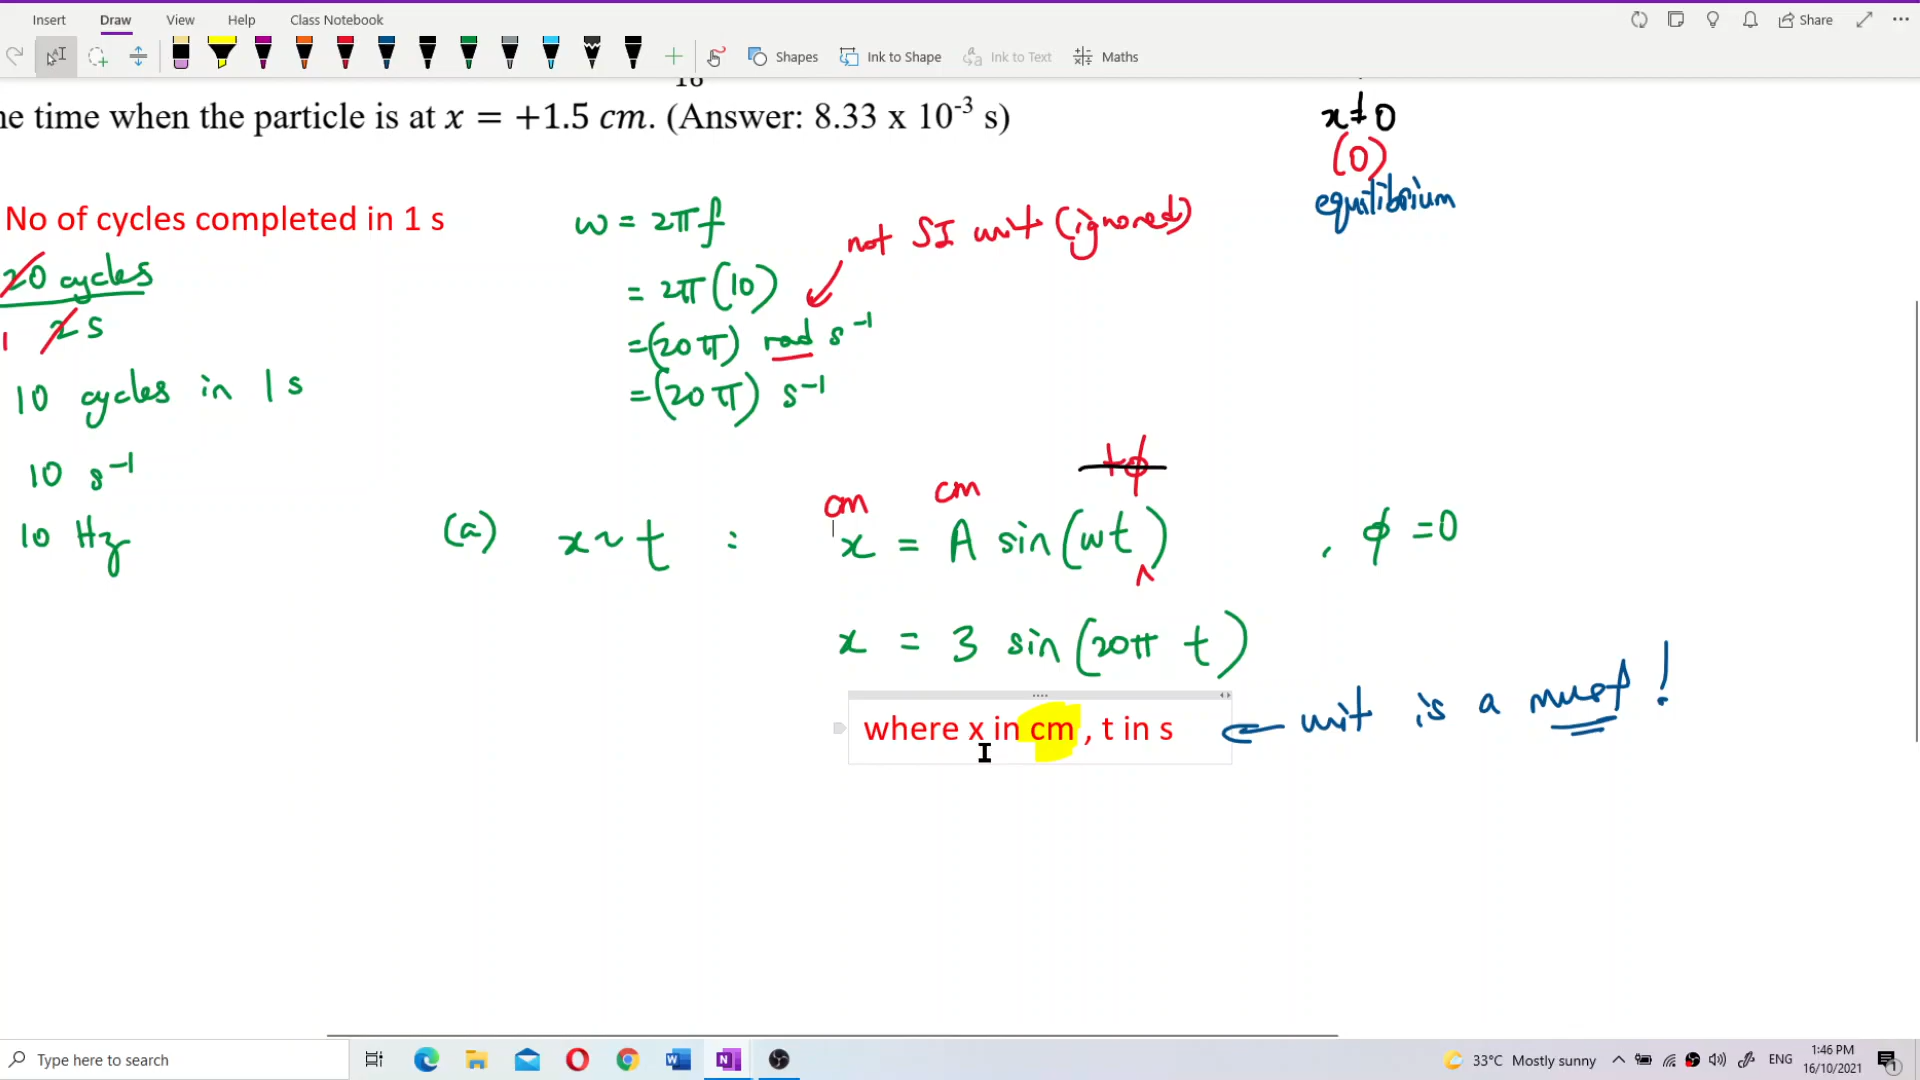 Insert Draw View Help Class Notebook
Share
Shapes Ink to Shape Ink to Text Maths
ne time when the particle is at x = +1.5 cm. (Answer: 8.33 x 10⁻³ s)
x ≠ 0
(0)
equilibrium
No of cycles completed in 1 s
20 cycles
2 s
1
10 cycles in 1 s
10 s⁻¹
10 Hz
ω = 2πf
= 2π(10)
= (20π) rad s⁻¹
= (20π) s⁻¹
not SI unit (ignored)
+φ
cm cm
(a) x ~ t : x = A sin(ωt) , φ = 0
x = 3 sin(20π t)
where x in cm , t in s
unit is a must!
Type here to search
33°C Mostly sunny
ENG
1:46 PM
16/10/2021
1